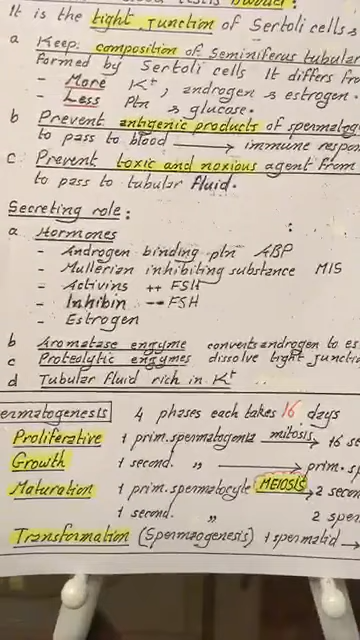 It is the tight junction of Sertoli cells
a Keep composition of Seminiferus tubular
formed by Sertoli cells It differs fro
- More K+, androgen & estrogen.
- Less Ptn & glucose.
b Prevent antigenic products of spermatog
to pass to blood → immune respon
c. Prevent toxic and noxious agent from
to pass to tubular fluid.
Secreting role:
a Hormones :
- Androgen binding ptn ABP
- Mullerian inhibiting substance MIS
- Activins ++ FSH
- Inhibin -- FSH
- Estrogen
b Aromatase engyme converts androgen to es
c Proteolytic engymes dissolve tight juncti
d Tubular fluid rich in K+
ermatogenesis 4 phases each takes 16 days
Proliferative 1 prim. spermatogonia mitosis → 16 se
Growth 1 second. " → prim. sp
Maturation 1 prim. spermatocyte MEIOSIS → 2 secon
1 second. " 2 sper
Transformation (Spermaogenesis) 1 spermatid →